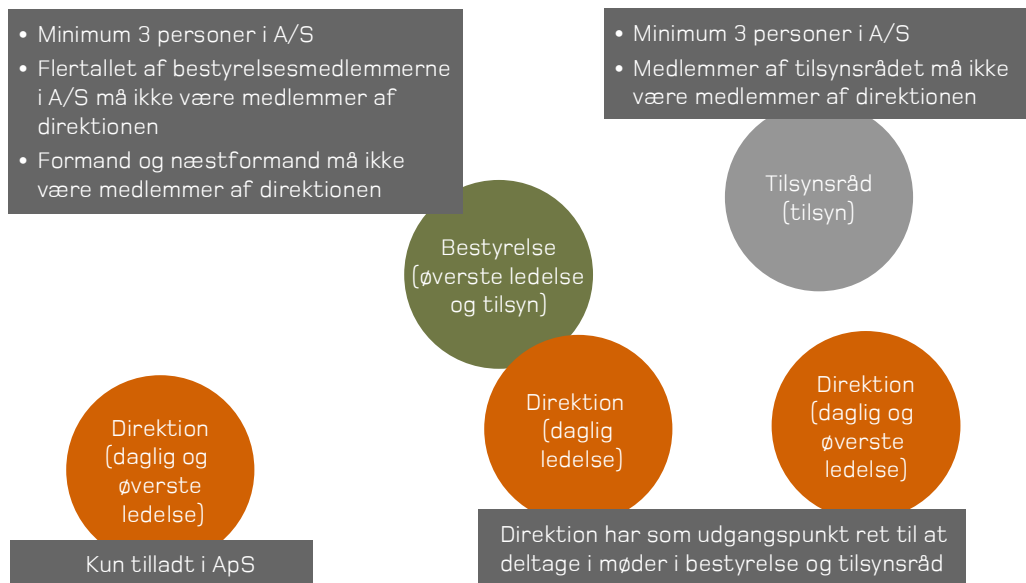 • Minimum 3 personer i A/S
• Flertallet af bestyrelsesmedlemmerne
i A/S må ikke være medlemmer af
direktionen
• Formand og næstformand må ikke
være medlemmer af direktionen
• Minimum 3 personer i A/S
• Medlemmer af tilsynsrådet må ikke
være medlemmer af direktionen
Tilsynsråd
(tilsyn)
Bestyrelse
(øverste ledelse
og tilsyn)
Direktion
(daglig og
øverste
ledelse)
Direktion
(daglig
ledelse)
Direktion
(daglig og
øverste
ledelse)
Kun tilladt i ApS
Direktion har som udgangspunkt ret til at
deltage i møder i bestyrelse og tilsynsråd